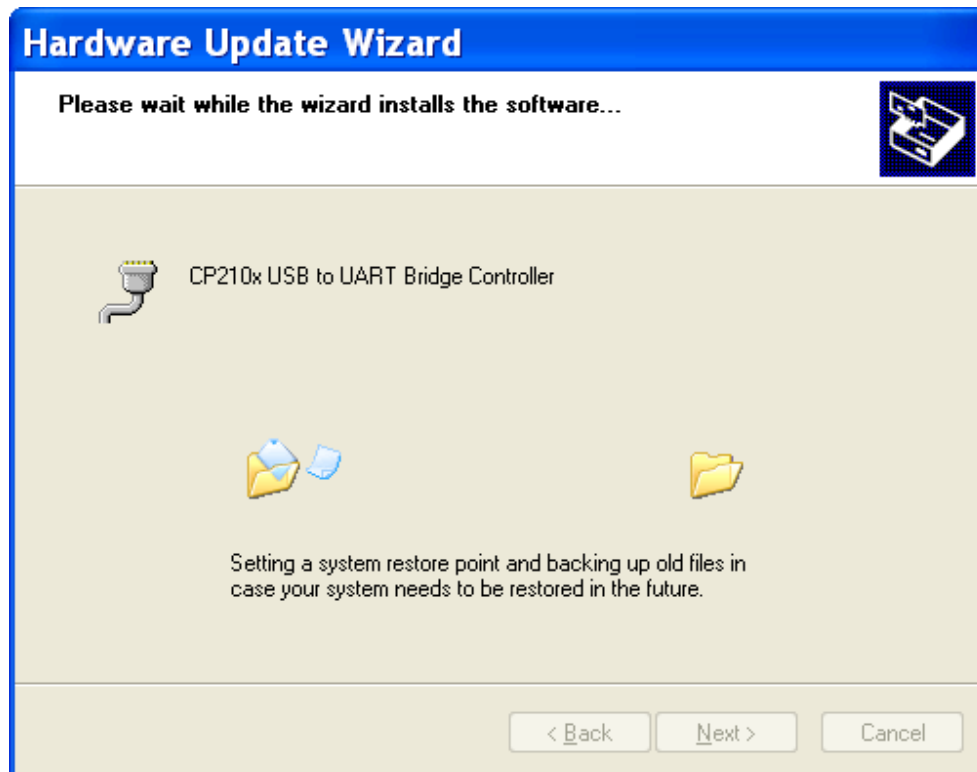 Hardware Update Wizard
Please wait while the wizard installs the software...
CP210x USB to UART Bridge Controller
Setting a system restore point and backing up old files in
case your system needs to be restored in the future.
< Back Next > Cancel